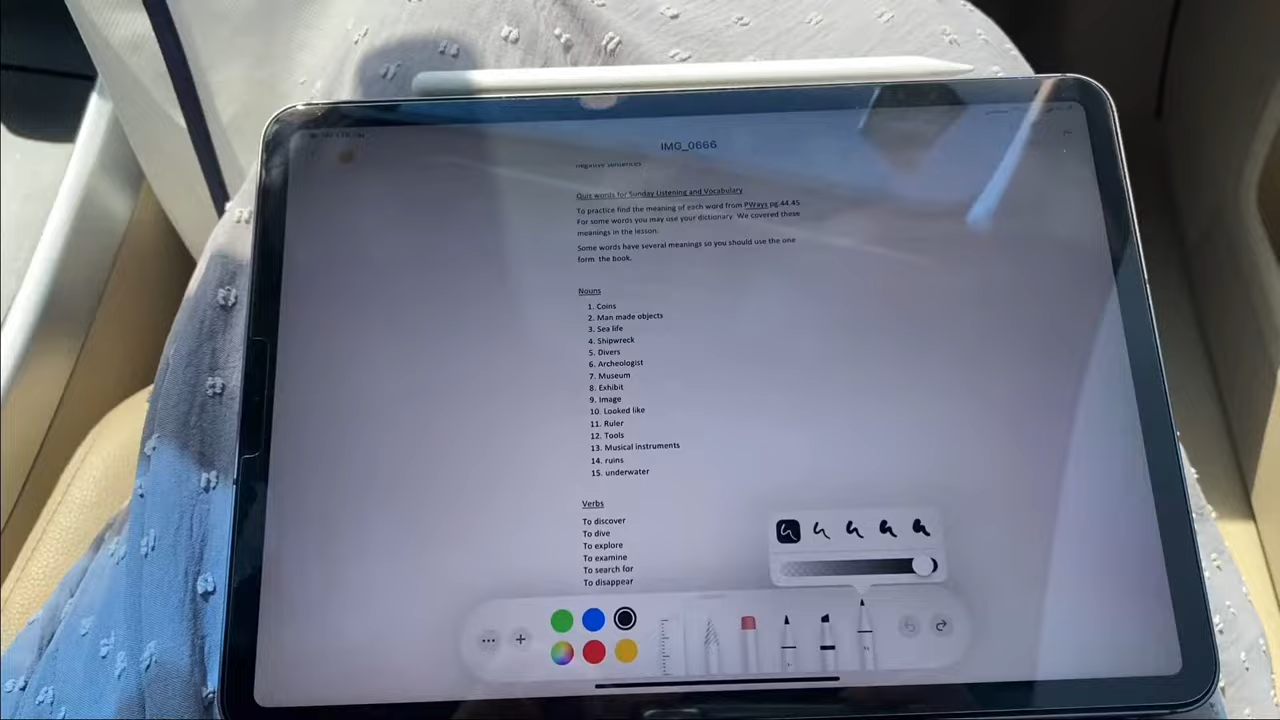 IMG_0666
negative sentences
Quiz words for Sunday Listening and Vocabulary
To practice find the meaning of each word from PWays pg.44.45
For some words you may use your dictionary. We covered these
meanings in the lesson.
Some words have several meanings so you should use the one
form the book.
Nouns
1. Coins
2. Man made objects
3. Sea life
4. Shipwreck
5. Divers
6. Archeologist
7. Museum
8. Exhibit
9. Image
10. Looked like
11. Ruler
12. Tools
13. Musical instruments
14. ruins
15. underwater
Verbs
To discover
To dive
To explore
To examine
To search for
To disappear